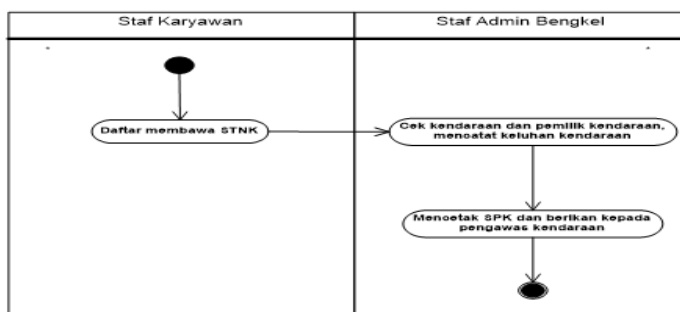 Staf Karyawan
Staf Admin Bengkel
Daftar membawa STNK
Cek kendaraan dan pemilik kendaraan,
mencatat keluhan kendaraan
Mencetak SPK dan berikan kepada
pengawas kendaraan